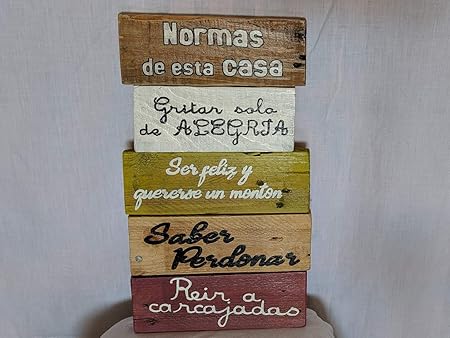 Normas
de esta casa
Gritar solo
de ALEGRIA
Ser feliz y
quererse un montón
Saber
Perdonar
Reir a
carcajadas